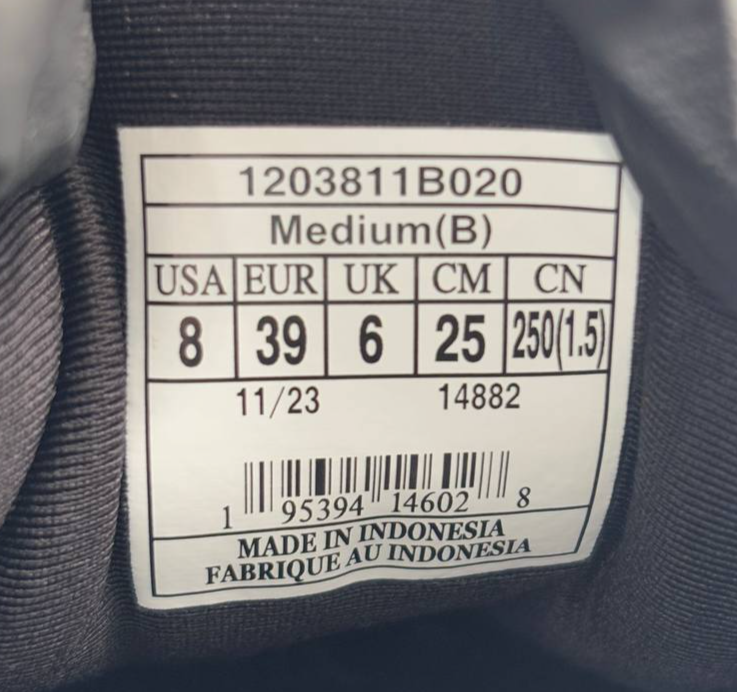 1203811B020
Medium(B)
USA EUR UK CM CN
8 39 6 25 250(1.5)
11/23 14882
1 95394 14602 8
MADE IN INDONESIA
FABRIQUE AU INDONESIA